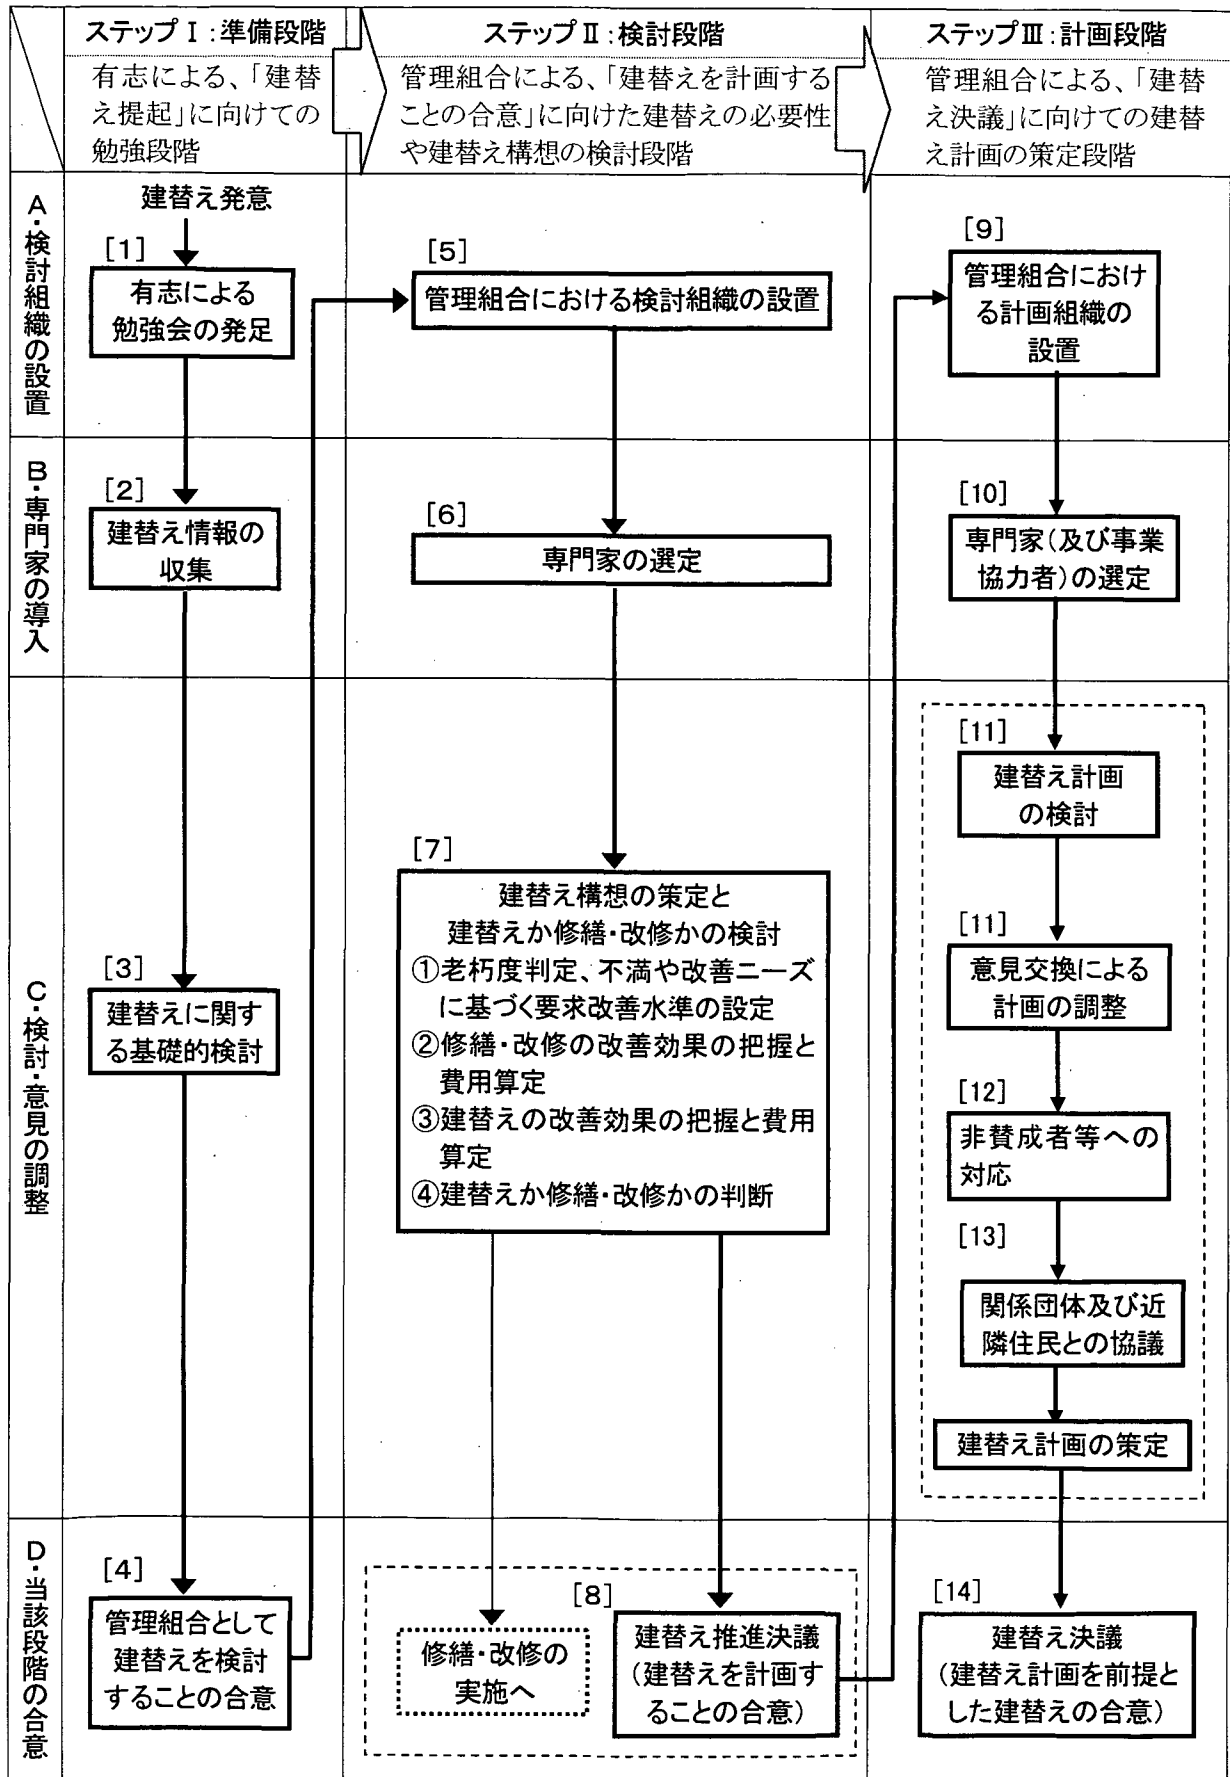 ステップⅠ:準備段階
有志による、「建替
え提起」に向けての
勉強段階
ステップⅡ:検討段階
管理組合による、「建替えを計画する
ことの合意」に向けた建替えの必要性
や建替え構想の検討段階
ステップⅢ:計画段階
管理組合による、「建替
え決議」に向けての建替
え計画の策定段階
A・検討組織の設置
建替え発意
[1]
有志による
勉強会の発足
[5]
管理組合における検討組織の設置
[9]
管理組合におけ
る計画組織の
設置
B・専門家の導入
[2]
建替え情報の
収集
[6]
専門家の選定
[10]
専門家(及び事業
協力者)の選定
C・検討・意見の調整
[3]
建替えに関す
る基礎的検討
[7]
建替え構想の策定と
建替えか修繕・改修かの検討
①老朽度判定、不満や改善ニーズ
に基づく要求改善水準の設定
②修繕・改修の改善効果の把握と
費用算定
③建替えの改善効果の把握と費用
算定
④建替えか修繕・改修かの判断
[11]
建替え計画
の検討
[11]
意見交換による
計画の調整
[12]
非賛成者等への
対応
[13]
関係団体及び近
隣住民との協議
建替え計画の策定
D・当該段階の合意
[4]
管理組合として
建替えを検討
することの合意
修繕・改修の
実施へ
[8]
建替え推進決議
(建替えを計画す
ることの合意)
[14]
建替え決議
(建替え計画を前提と
した建替えの合意)